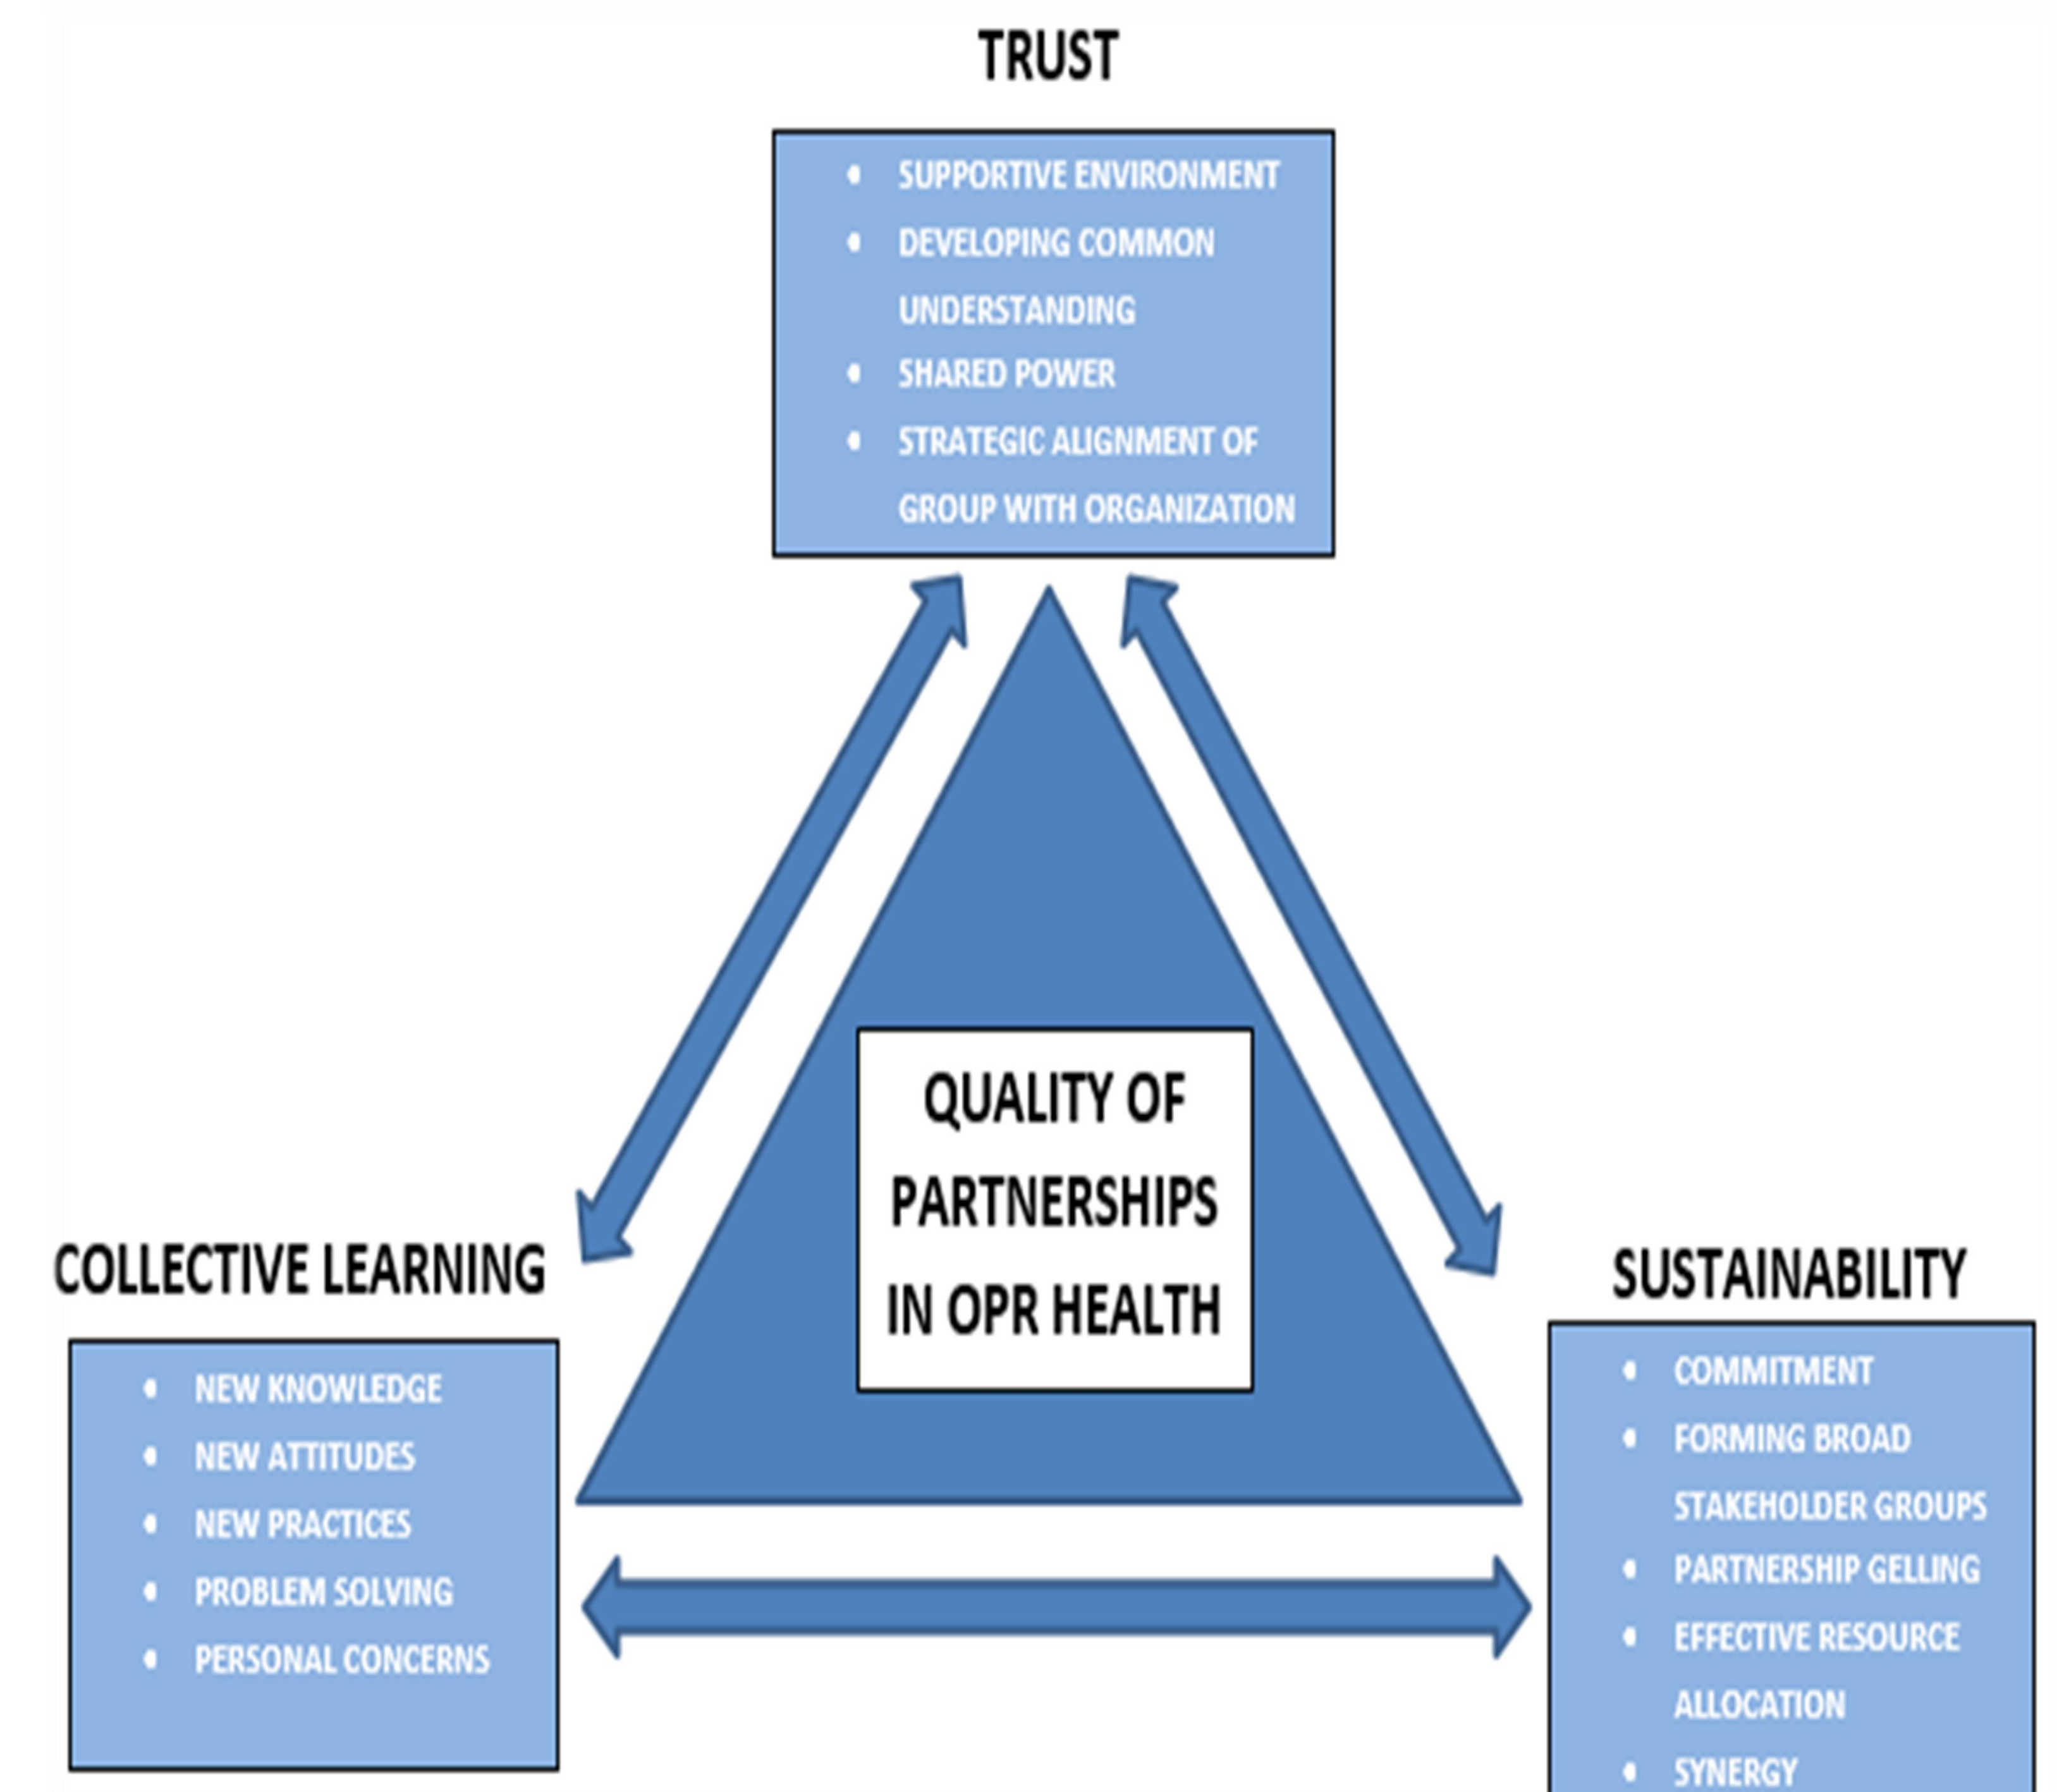 TRUST
• SUPPORTIVE ENVIRONMENT
• DEVELOPING COMMON
UNDERSTANDING
• SHARED POWER
• STRATEGIC ALIGNMENT OF
GROUP WITH ORGANIZATION
QUALITY OF
PARTNERSHIPS
IN OPR HEALTH
COLLECTIVE LEARNING
• NEW KNOWLEDGE
• NEW ATTITUDES
• NEW PRACTICES
• PROBLEM SOLVING
• PERSONAL CONCERNS
SUSTAINABILITY
• COMMITMENT
• FORMING BROAD
STAKEHOLDER GROUPS
• PARTNERSHIP GELLING
• EFFECTIVE RESOURCE
ALLOCATION
• SYNERGY